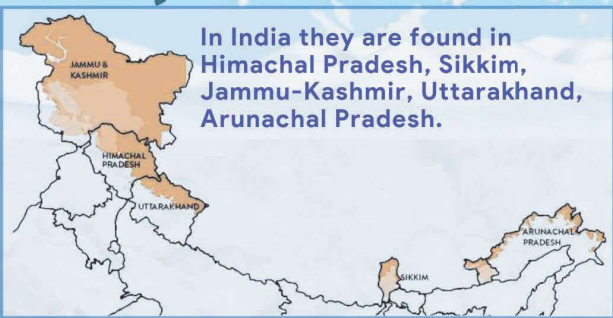 In India they are found in
Himachal Pradesh, Sikkim,
Jammu-Kashmir, Uttarakhand,
Arunachal Pradesh.
JAMMU &
KASHMIR
HIMACHAL
PRADESH
UTTARAKHAND
SIKKIM
ARUNACHAL
PRADESH